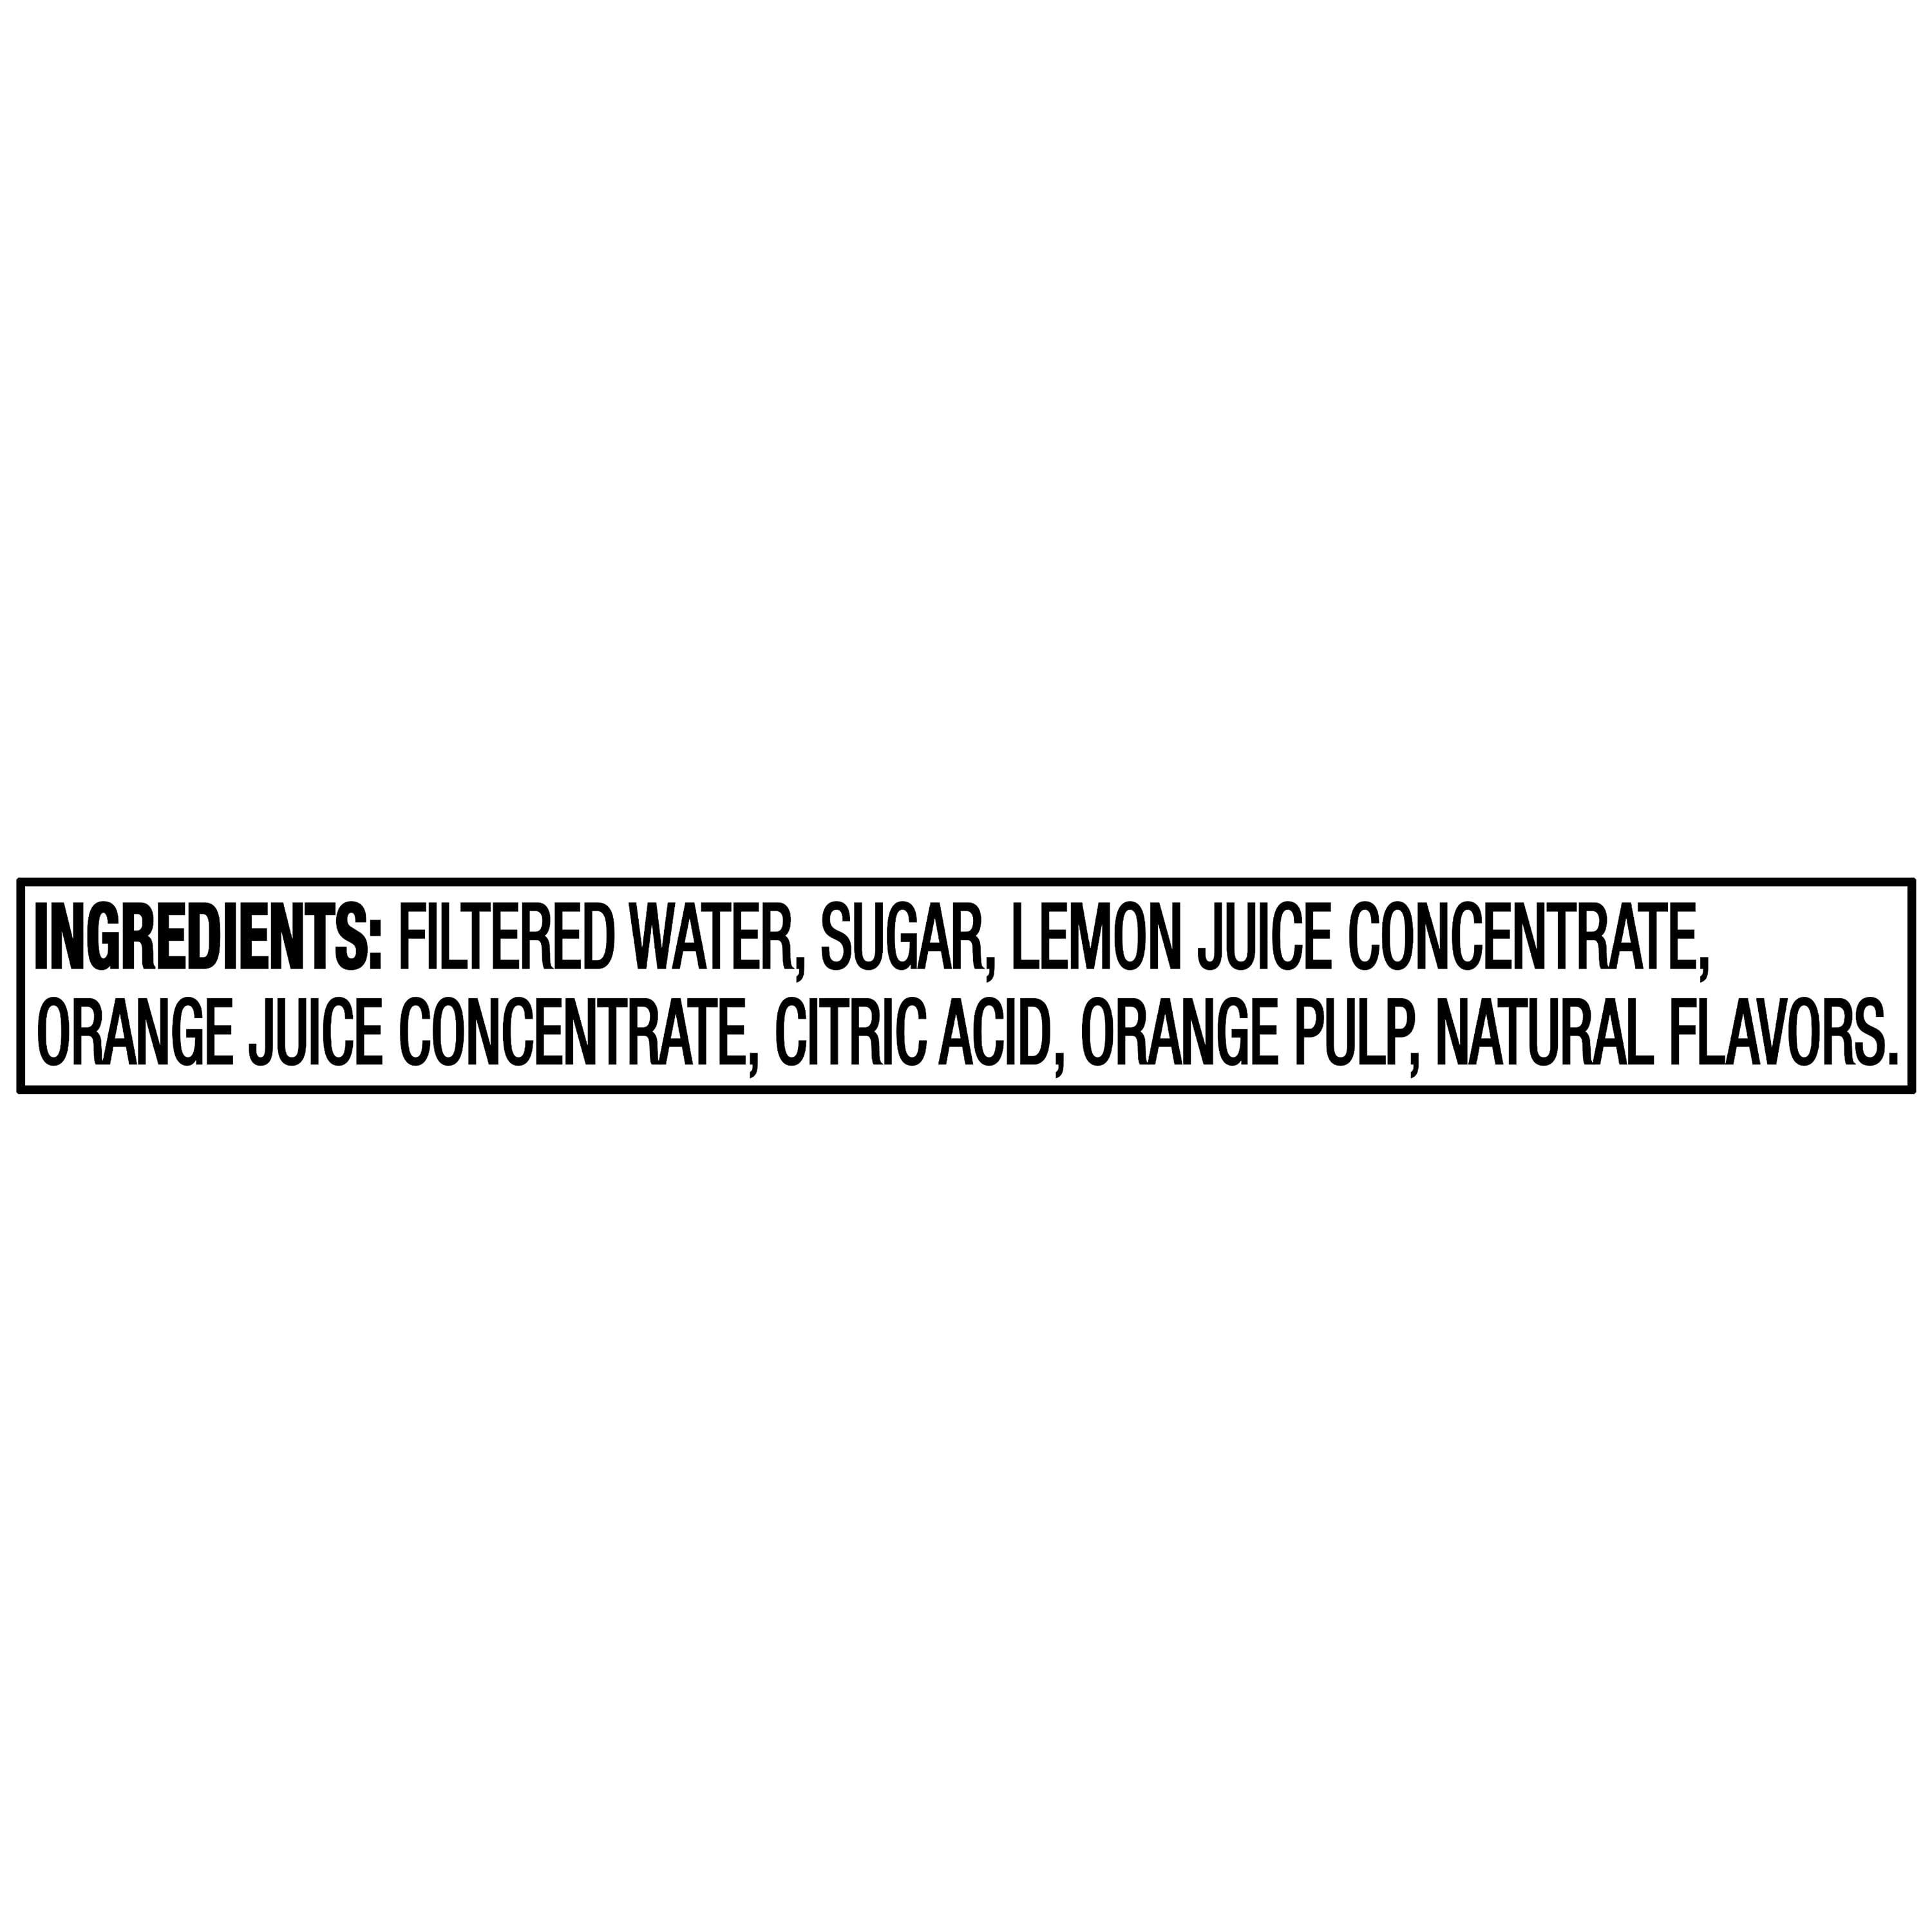 INGREDIENTS: FILTERED WATER, SUGAR, LEMON JUICE CONCENTRATE,
ORANGE JUICE CONCENTRATE, CITRIC ACID, ORANGE PULP, NATURAL FLAVORS.